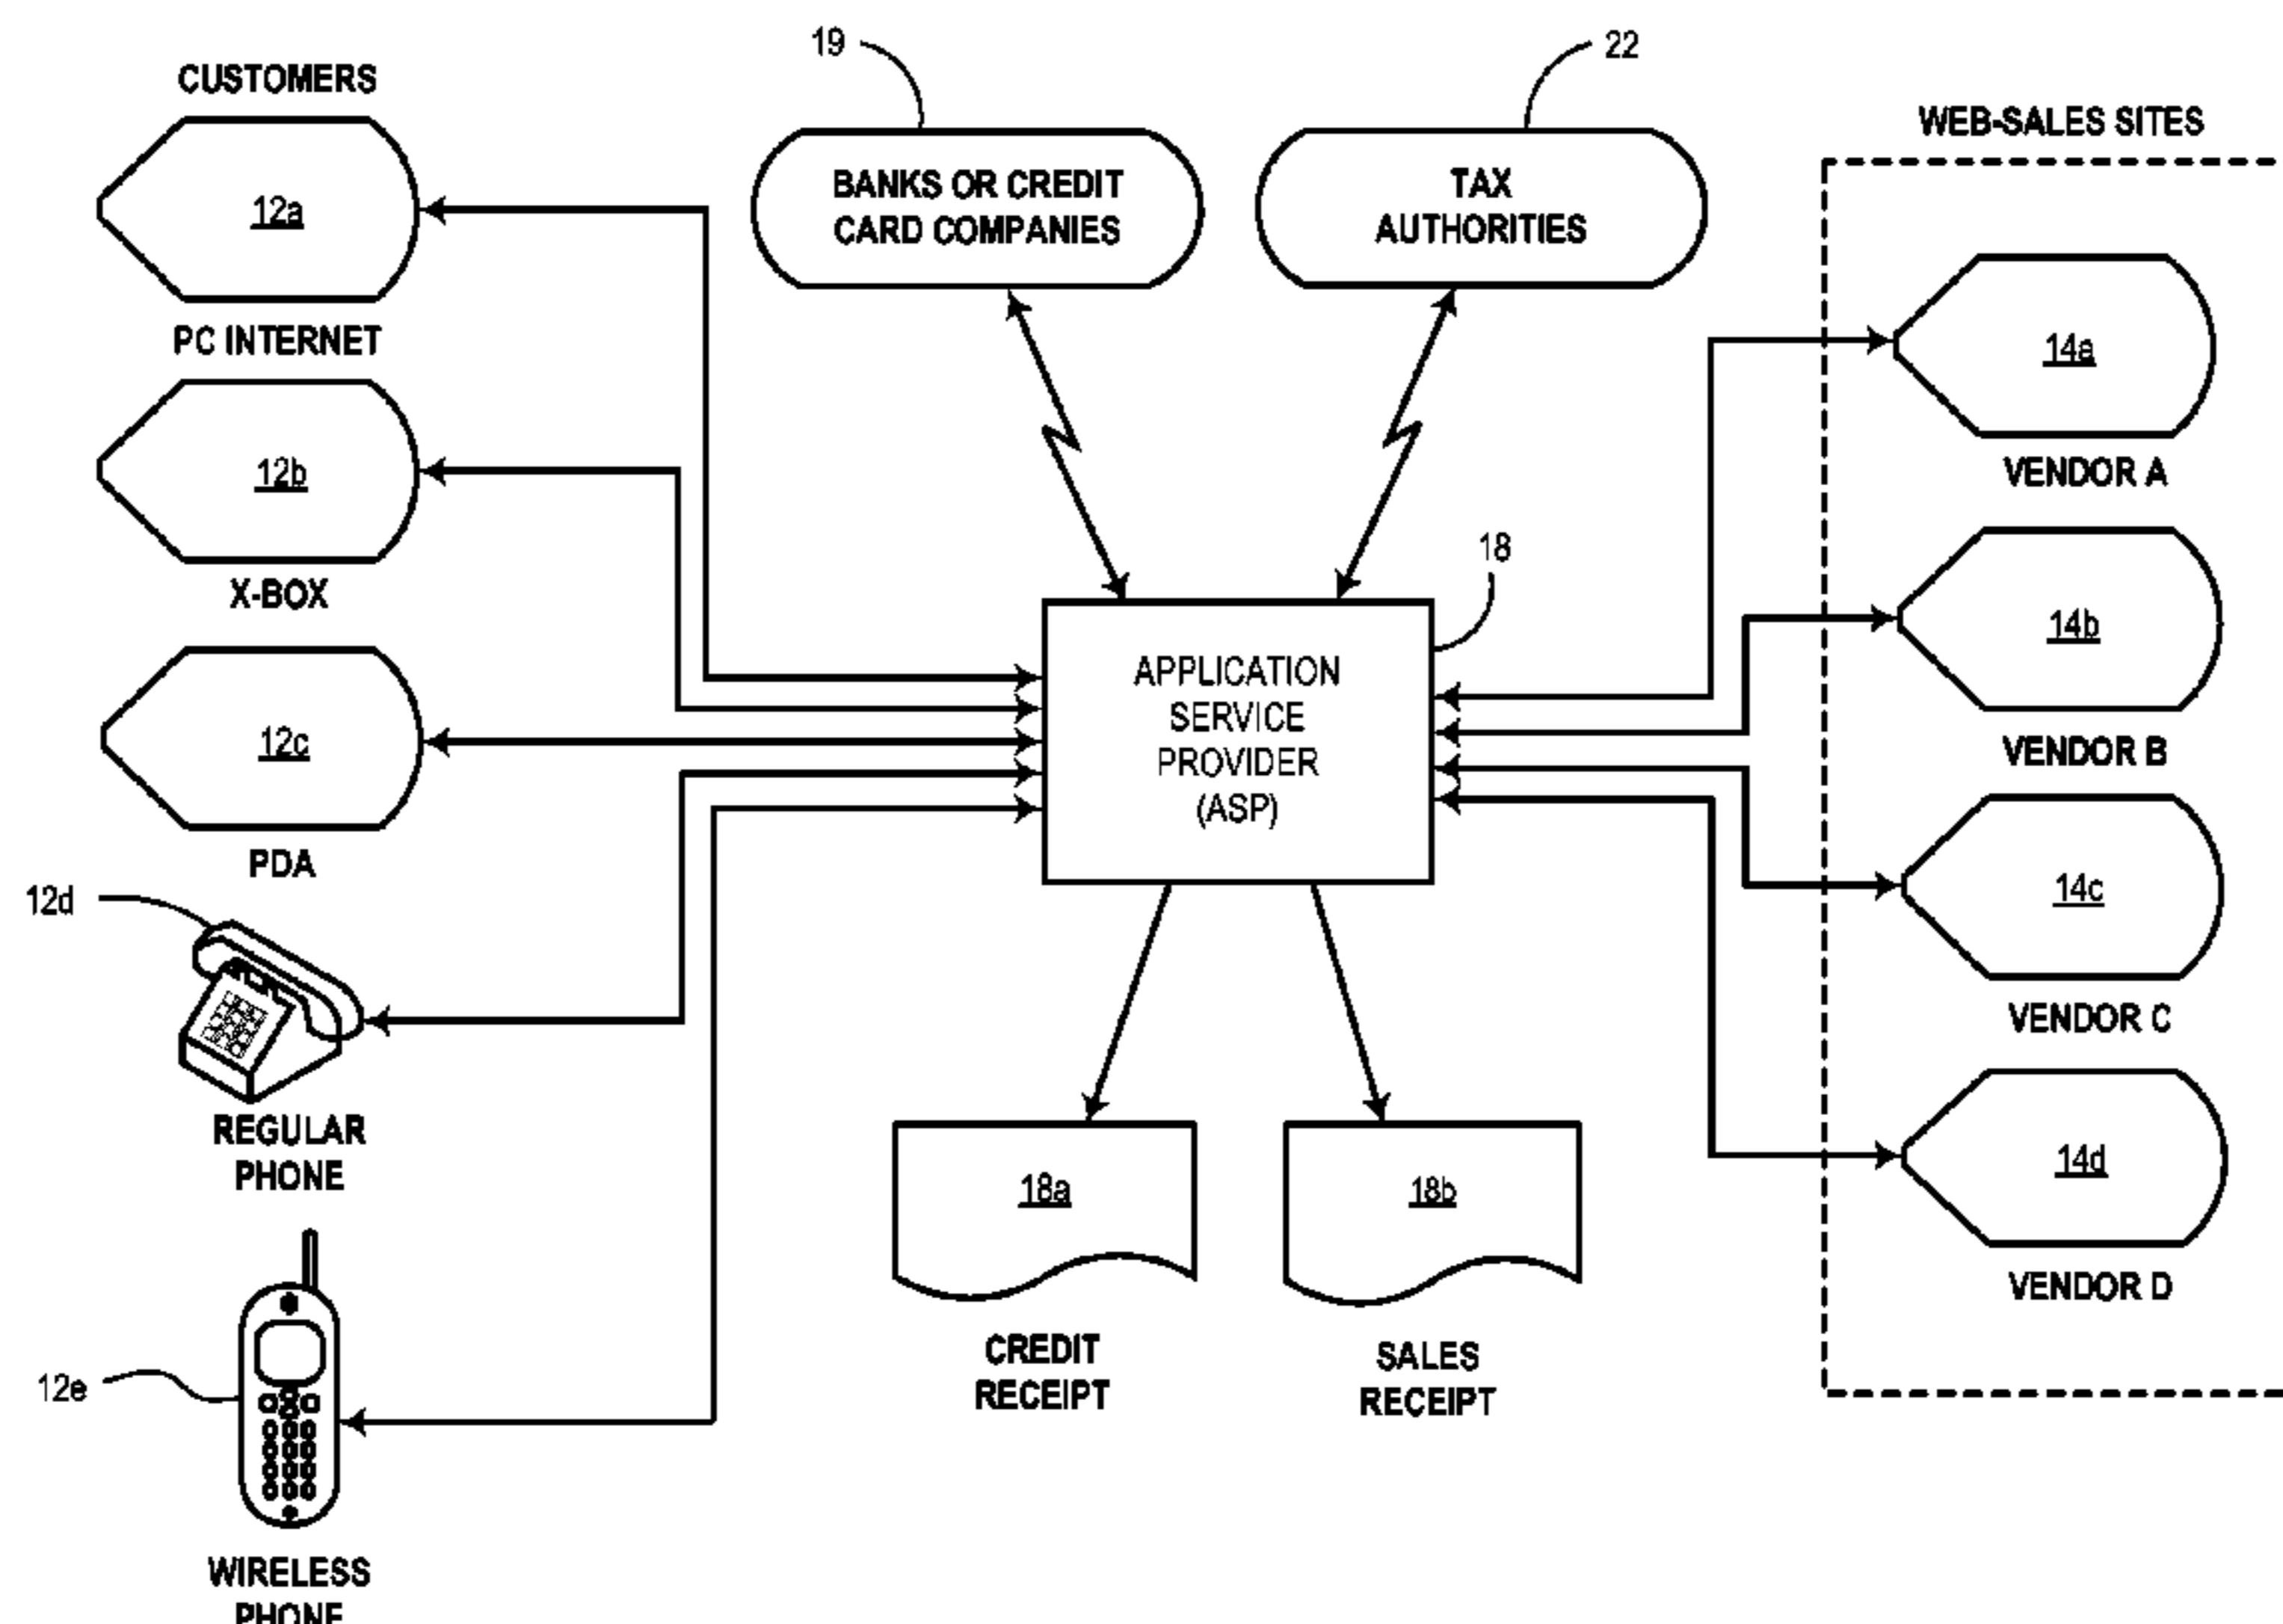 19
22
CUSTOMERS
WEB-SALES SITES
12a
BANKS OR CREDIT
CARD COMPANIES
TAX
AUTHORITIES
PC INTERNET
14a
VENDOR A
12b
X-BOX
18
14b
VENDOR B
APPLICATION
SERVICE
PROVIDER
(ASP)
12c
PDA
12d
14c
VENDOR C
REGULAR
PHONE
18a
18b
14d
VENDOR D
CREDIT
RECEIPT
SALES
RECEIPT
12e
WIRELESS
PHONE